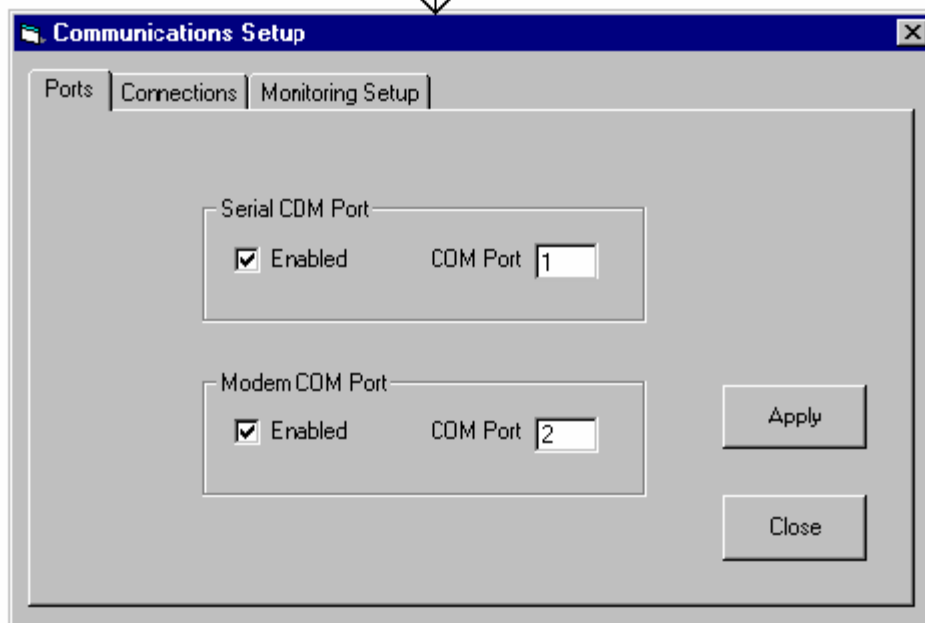 Communications Setup
Ports Connections Monitoring Setup
Serial COM Port
Enabled COM Port 1
Modem COM Port
Enabled COM Port 2
Apply
Close